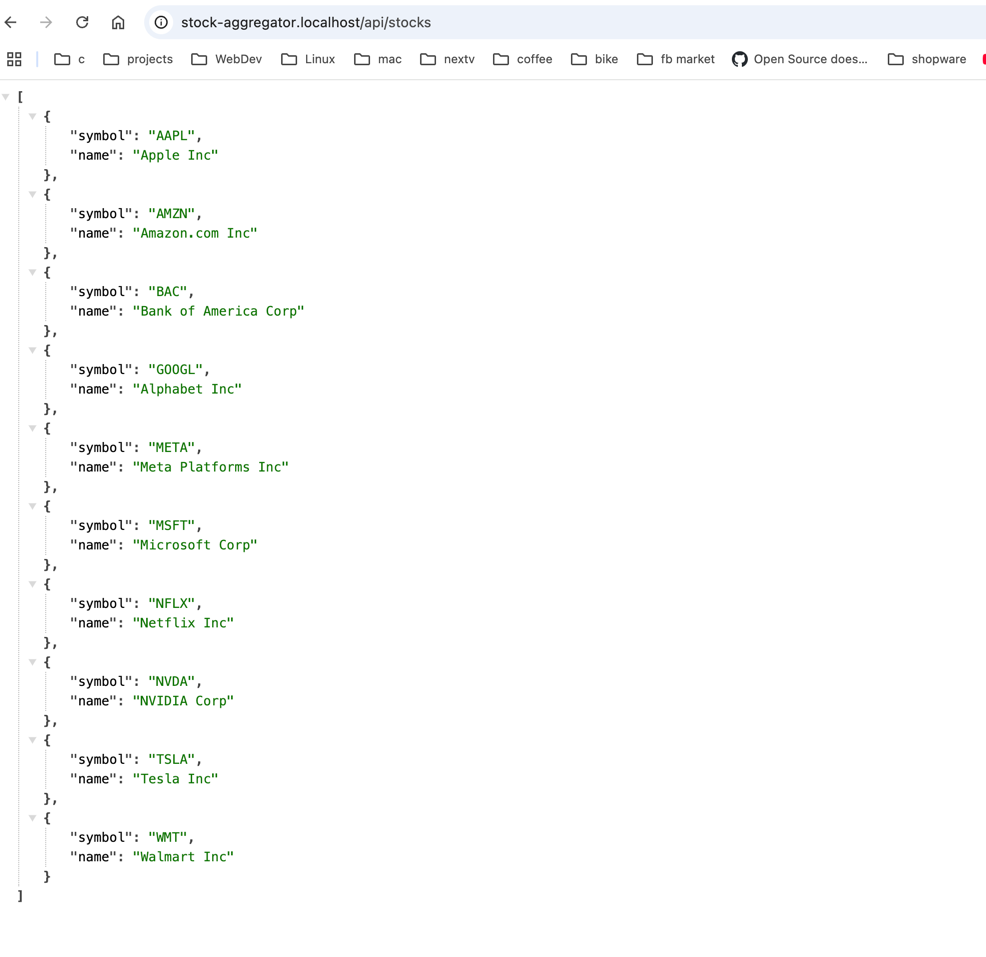 stock-aggregator.localhost/api/stocks
c projects WebDev Linux mac nextv coffee bike fb market Open Source does... shopware
[
{
"symbol": "AAPL",
"name": "Apple Inc"
},
{
"symbol": "AMZN",
"name": "Amazon.com Inc"
},
{
"symbol": "BAC",
"name": "Bank of America Corp"
},
{
"symbol": "GOOGL",
"name": "Alphabet Inc"
},
{
"symbol": "META",
"name": "Meta Platforms Inc"
},
{
"symbol": "MSFT",
"name": "Microsoft Corp"
},
{
"symbol": "NFLX",
"name": "Netflix Inc"
},
{
"symbol": "NVDA",
"name": "NVIDIA Corp"
},
{
"symbol": "TSLA",
"name": "Tesla Inc"
},
{
"symbol": "WMT",
"name": "Walmart Inc"
}
]